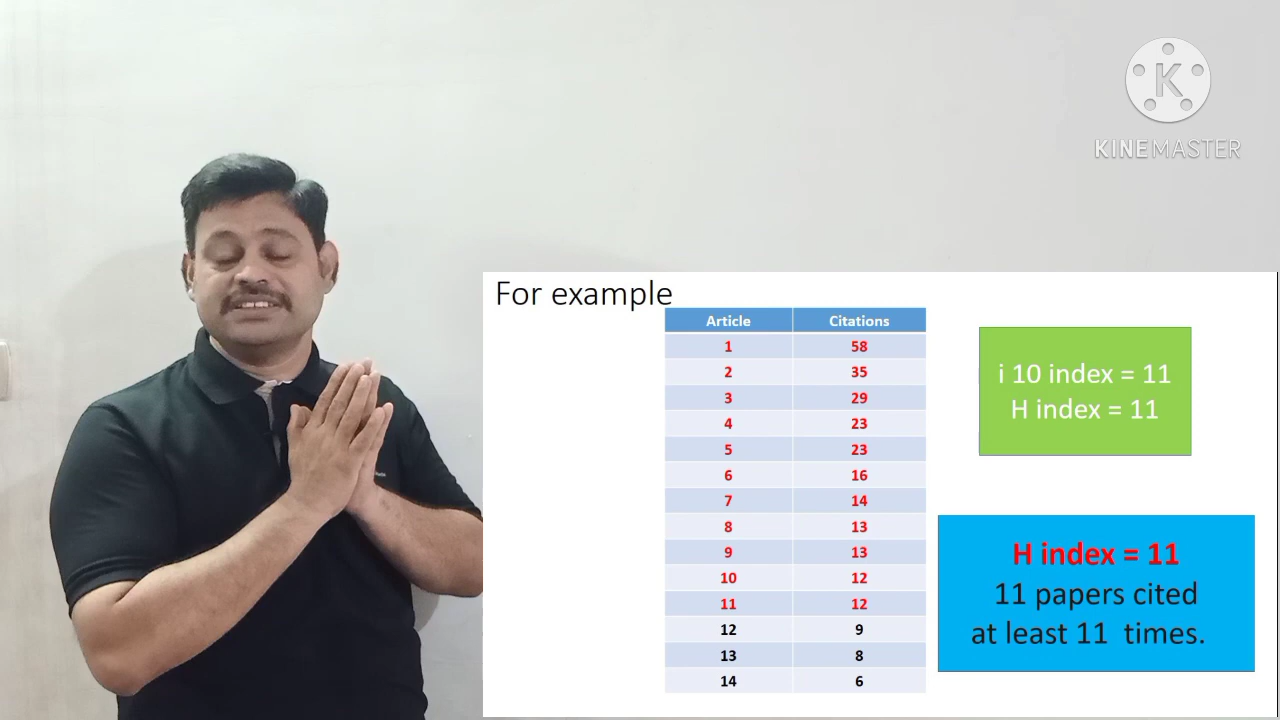 KINEMASTER
For example
Article Citations
1 58
2 35
3 29
4 23
5 23
6 16
7 14
8 13
9 13
10 12
11 12
12 9
13 8
14 6
i 10 index = 11
H index = 11
H index = 11
11 papers cited
at least 11 times.